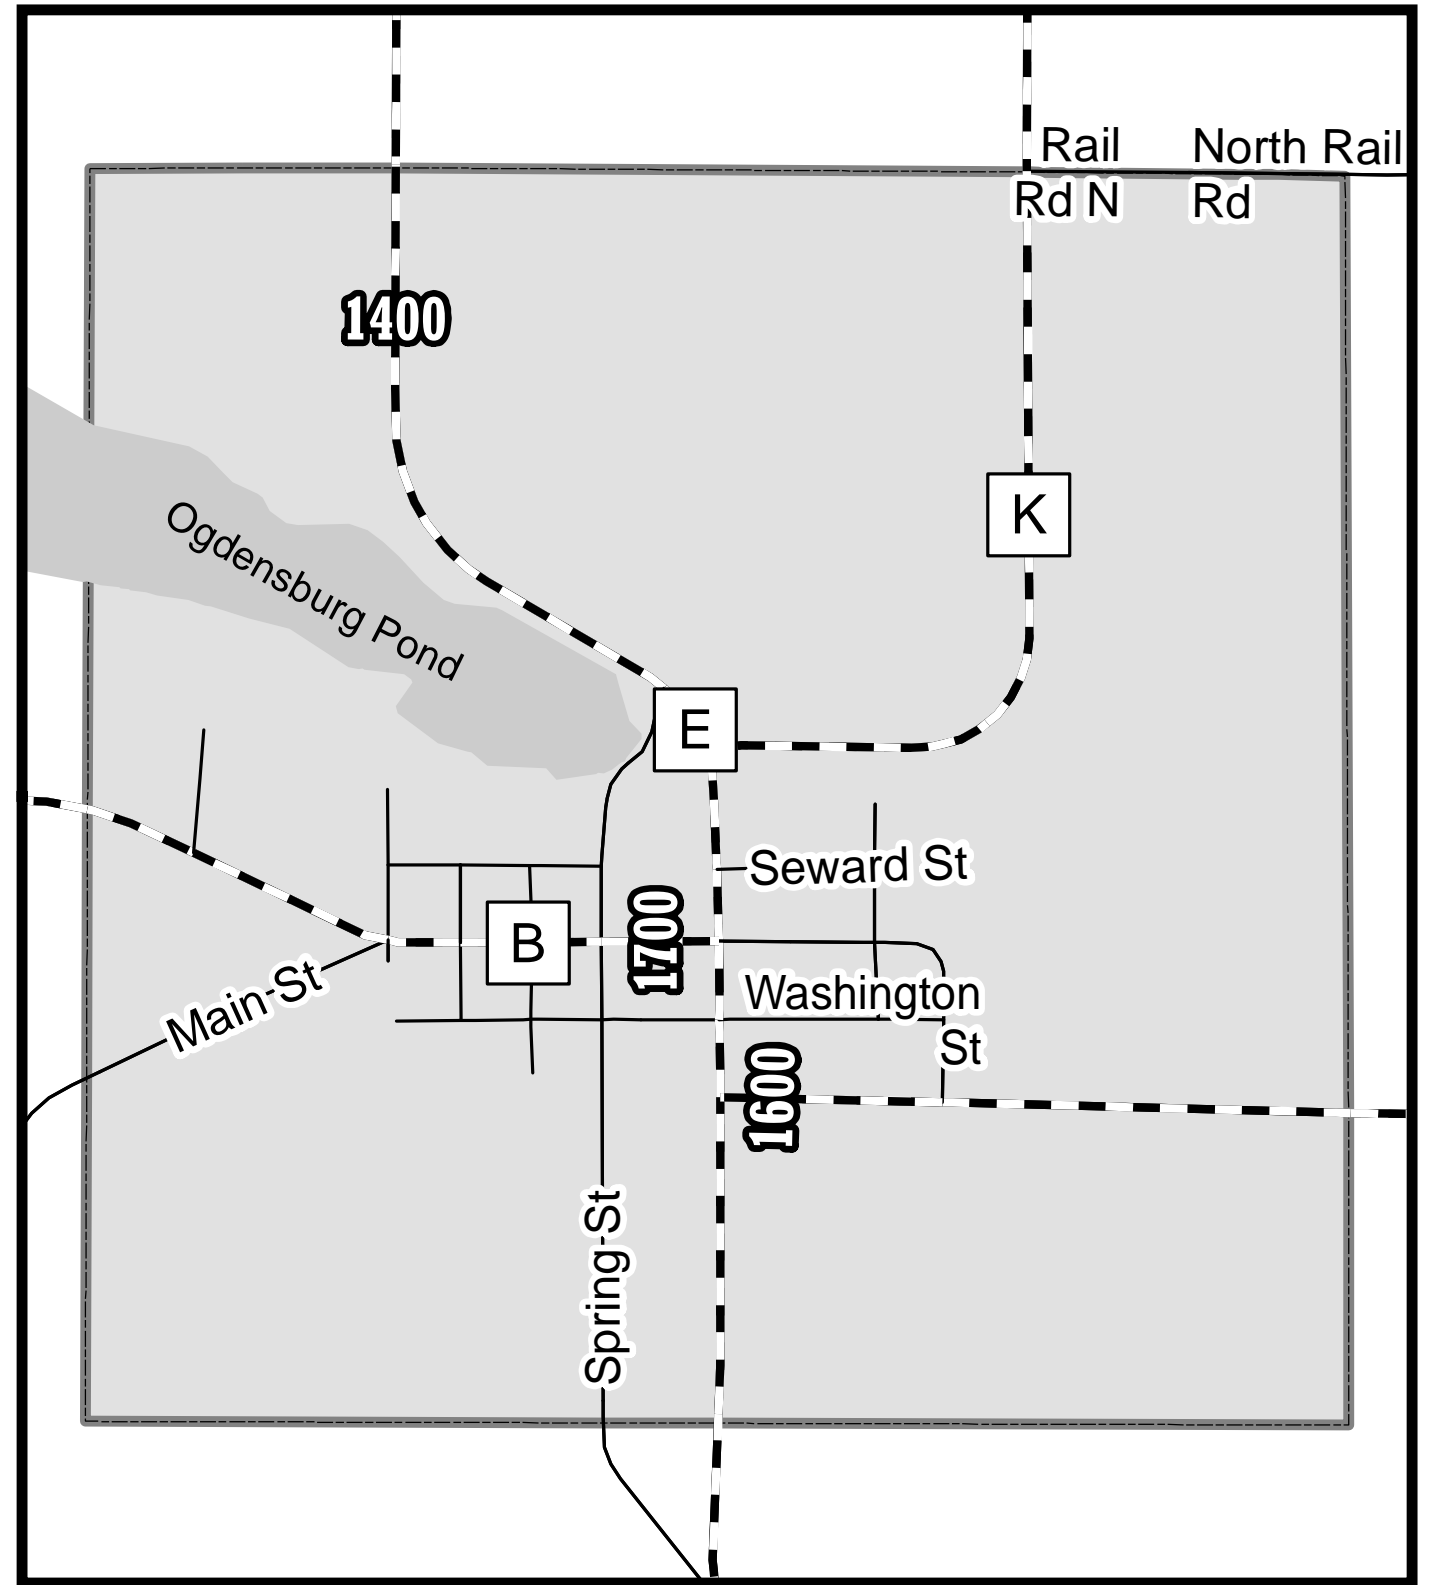 Rail
Rd N
North Rail
Rd
1400
K
Ogdensburg Pond
E
Seward St
1700
B
Washington
St
Main St
1600
Spring St